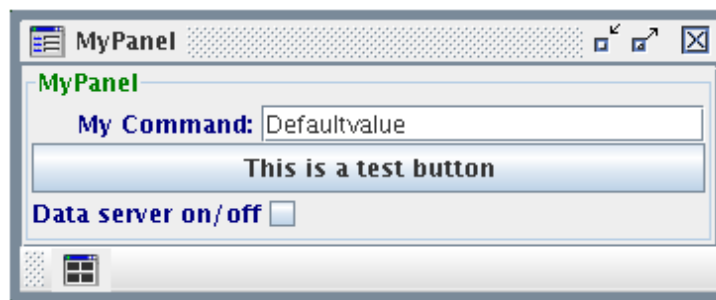 MyPanel
MyPanel
My Command: Defaultvalue
This is a test button
Data server on/off